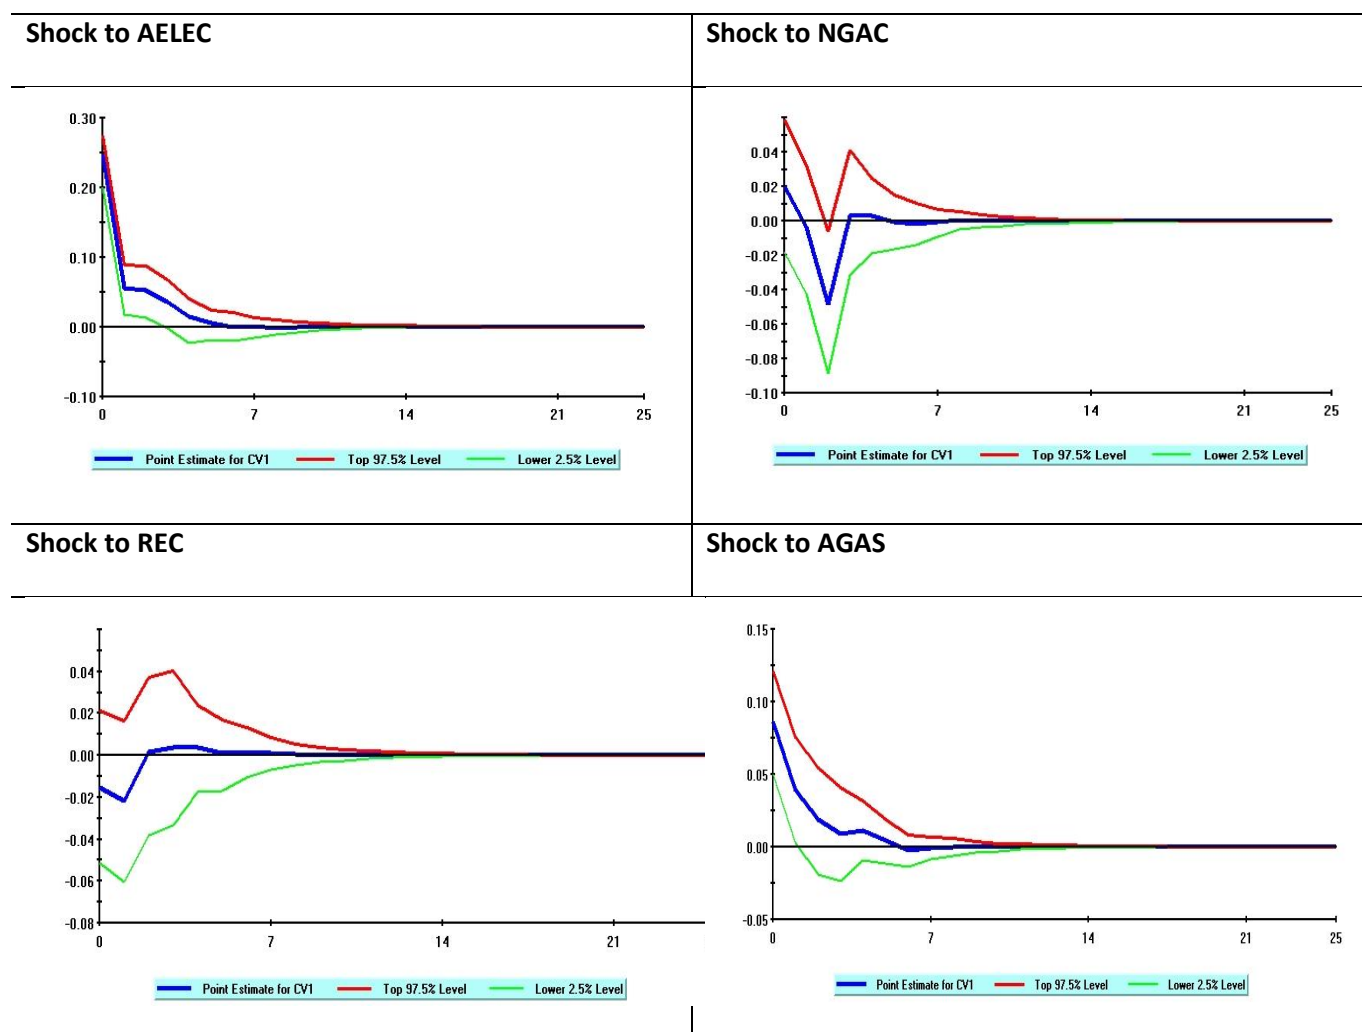 Shock to AELEC
Shock to NGAC
0.30
0.20
0.10
0.00
-0.10
0 7 14 21 25
Point Estimate for CV1 Top 97.5% Level Lower 2.5% Level
0.04
0.02
0.00
-0.02
-0.04
-0.06
-0.08
-0.10
0 7 14 21 25
Point Estimate for CV1 Top 97.5% Level Lower 2.5% Level
Shock to REC
Shock to AGAS
0.04
0.02
0.00
-0.02
-0.04
-0.06
-0.08
0 7 14 21
Point Estimate for CV1 Top 97.5% Level Lower 2.5% Level
0.15
0.10
0.05
0.00
-0.05
0 7 14 21 25
Point Estimate for CV1 Top 97.5% Level Lower 2.5% Level